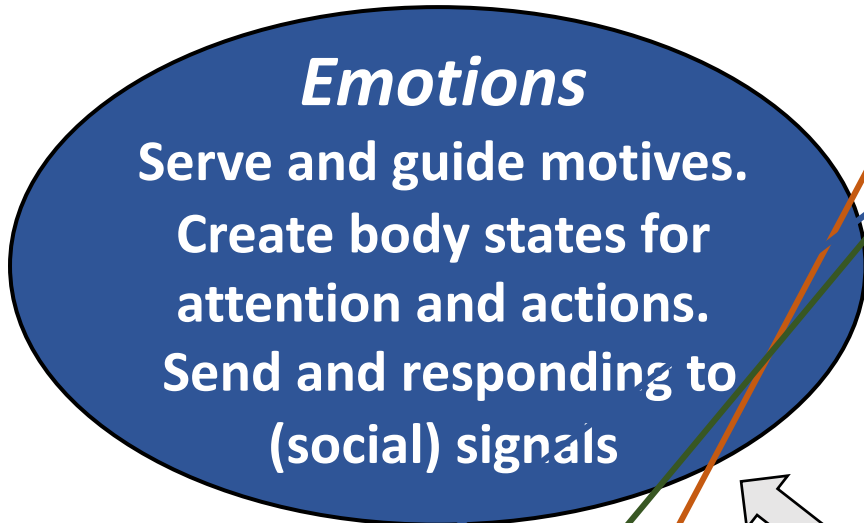 Emotions
Serve and guide motives.
Create body states for
attention and actions.
Send and responding to
(social) signals